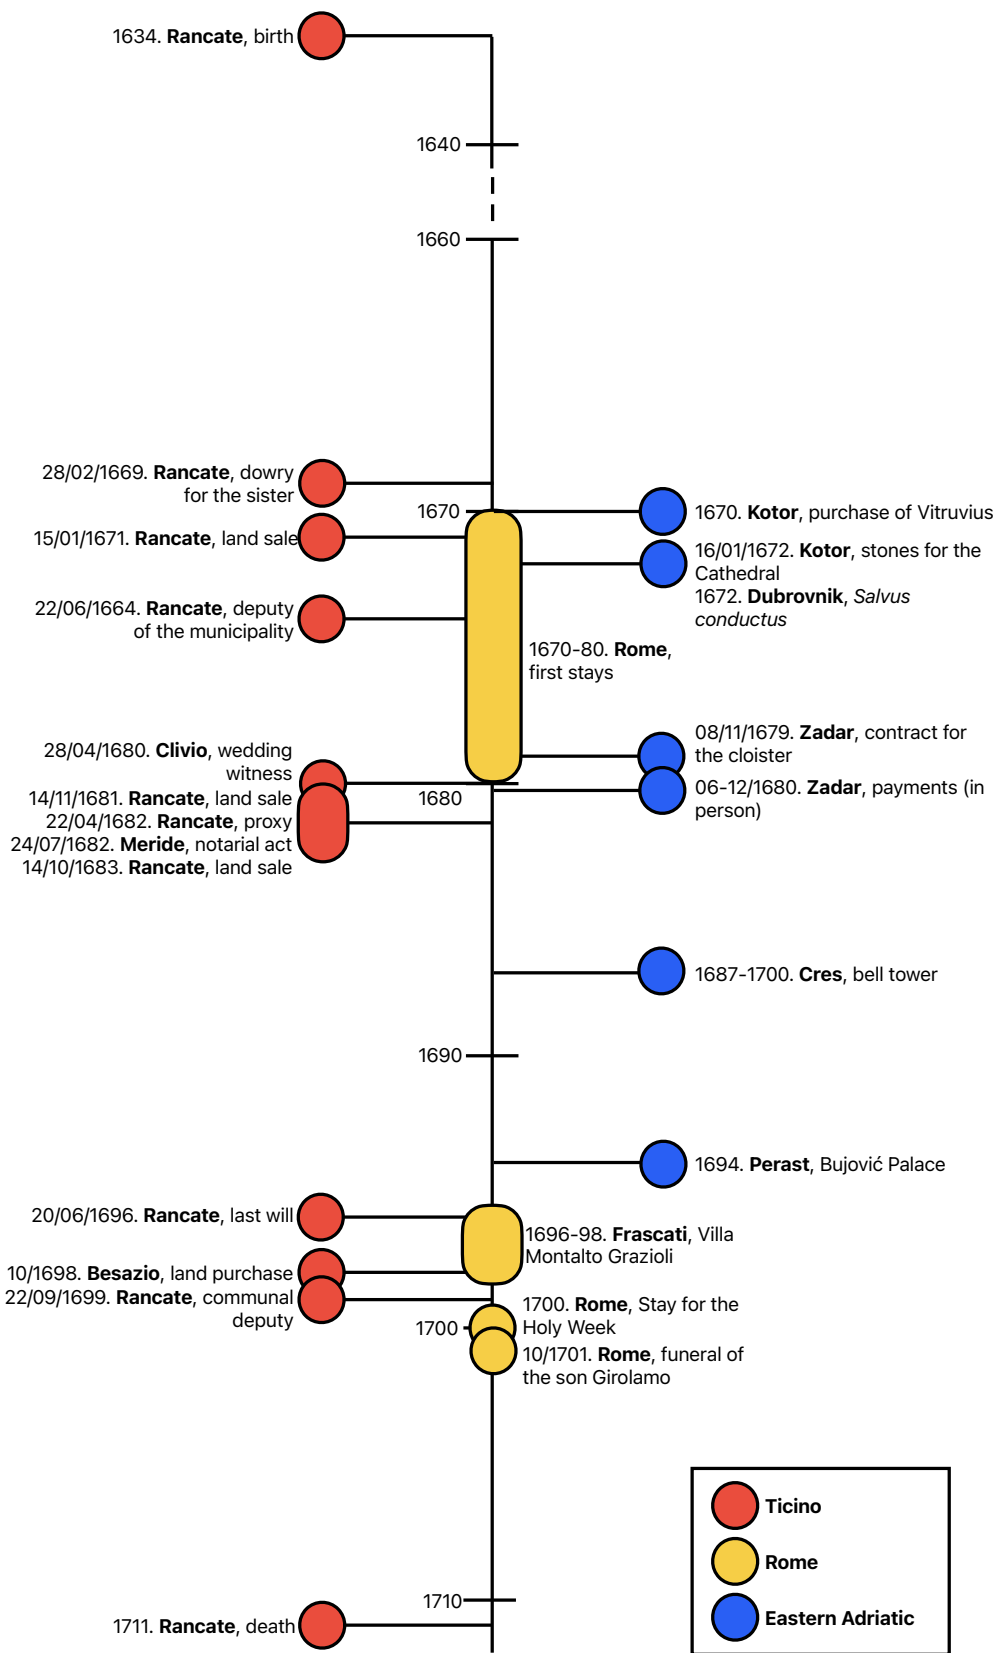 1634. Rancate, birth
1640
1660
28/02/1669. Rancate, dowry
for the sister
1670
1670. Kotor, purchase of Vitruvius
15/01/1671. Rancate, land sale
16/01/1672. Kotor, stones for the
Cathedral
1672. Dubrovnik, Salvus
conductus
22/06/1664. Rancate, deputy
of the municipality
1670-80. Rome,
first stays
08/11/1679. Zadar, contract for
the cloister
28/04/1680. Clivio, wedding
witness
1680
06-12/1680. Zadar, payments (in
person)
14/11/1681. Rancate, land sale
22/04/1682. Rancate, proxy
24/07/1682. Meride, notarial act
14/10/1683. Rancate, land sale
1687-1700. Cres, bell tower
1690
1694. Perast, Bujović Palace
20/06/1696. Rancate, last will
1696-98. Frascati, Villa
Montalto Grazioli
10/1698. Besazio, land purchase
22/09/1699. Rancate, communal
deputy
1700
1700. Rome, Stay for the
Holy Week
10/1701. Rome, funeral of
the son Girolamo
Ticino
Rome
Eastern Adriatic
1710
1711. Rancate, death